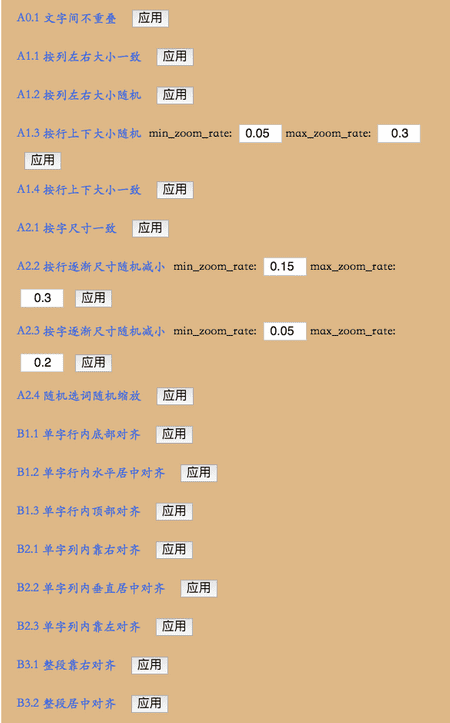 A0.1 文字间不重叠 应用
A1.1 按列左右大小一致 应用
A1.2 按列左右大小随机 应用
A1.3 按行上下大小随机 min_zoom_rate: 0.05 max_zoom_rate: 0.3
应用
A1.4 按行上下大小一致 应用
A2.1 按字尺寸一致 应用
A2.2 按行逐渐尺寸随机减小 min_zoom_rate: 0.15 max_zoom_rate:
0.3 应用
A2.3 按字逐渐尺寸随机减小 min_zoom_rate: 0.05 max_zoom_rate:
0.2 应用
A2.4 随机选词随机缩放 应用
B1.1 单字行内底部对齐 应用
B1.2 单字行内水平居中对齐 应用
B1.3 单字行内顶部对齐 应用
B2.1 单字列内靠右对齐 应用
B2.2 单字列内垂直居中对齐 应用
B2.3 单字列内靠左对齐 应用
B3.1 整段靠右对齐 应用
B3.2 整段居中对齐 应用